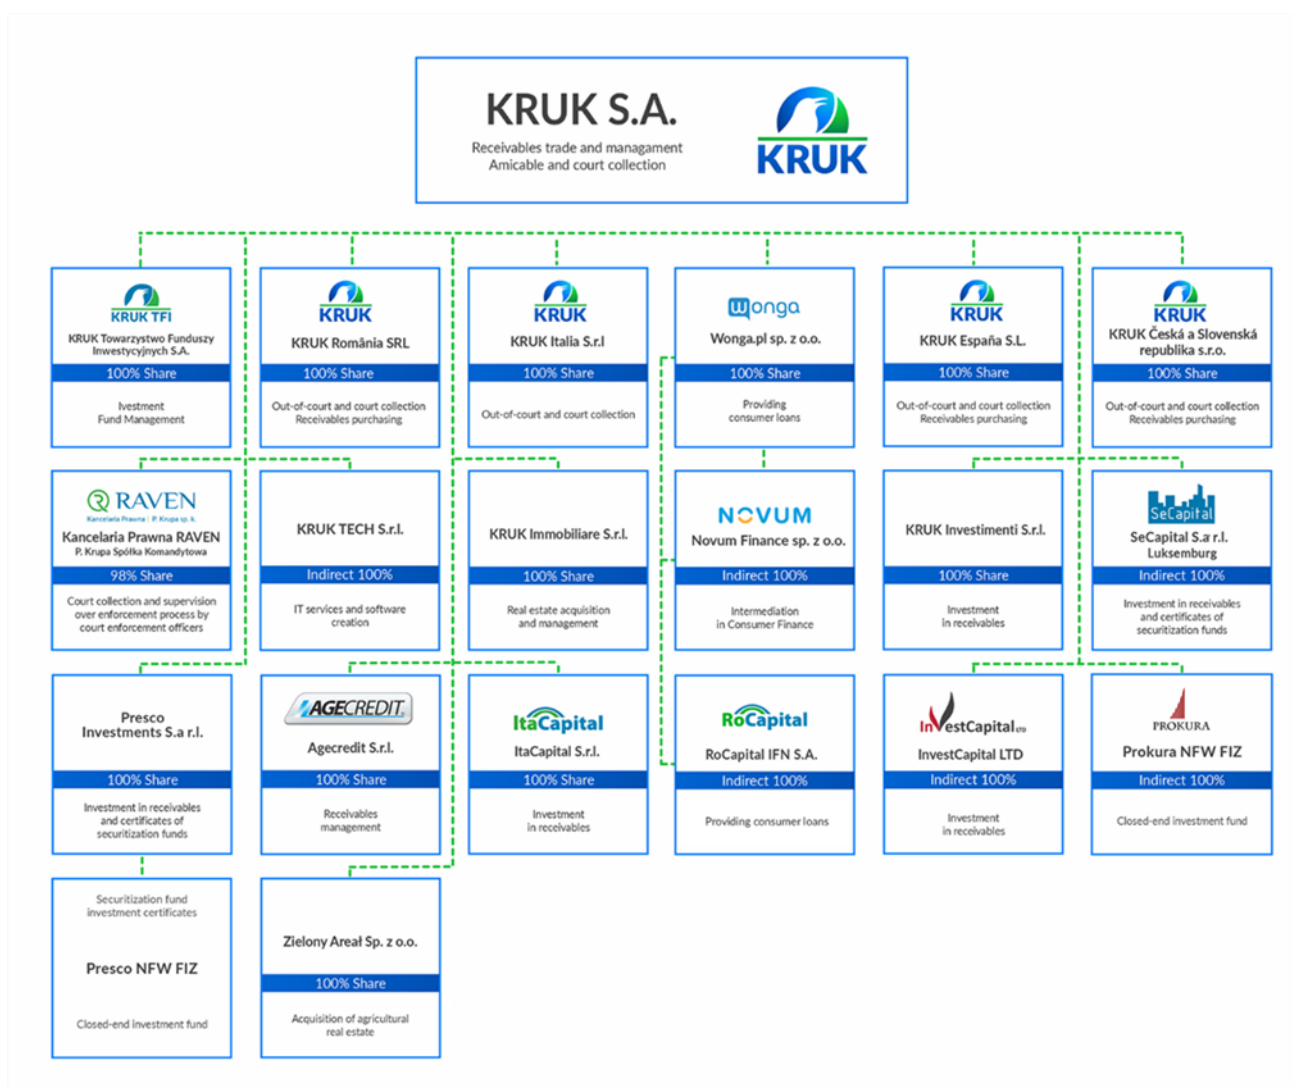 KRUK S.A.
Receivables trade and managament
Amicable and court collection
KRUK
KRUK TFI
KRUK Towarzystwo Funduszy
Inwestycyjnych S.A.
100% Share
Ivestment
Fund Management
KRUK
KRUK România SRL
100% Share
Out-of-court and court collection
Receivables purchasing
KRUK
KRUK Italia S.r.l
100% Share
Out-of-court and court collection
wonga
Wonga.pl sp. z o.o.
100% Share
Providing
consumer loans
KRUK
KRUK España S.L.
100% Share
Out-of-court and court collection
Receivables purchasing
KRUK
KRUK Česká a Slovenská
republika s.r.o.
100% Share
Out-of-court and court collection
Receivables purchasing
RAVEN
Kancelaria Prawna | P. Krupa sp. k.
Kancelaria Prawna RAVEN
P. Krupa Spółka Komandytowa
98% Share
Court collection and supervision
over enforcement process by
court enforcement officers
KRUK TECH S.r.l.
Indirect 100%
IT services and software
creation
KRUK Immobiliare S.r.l.
100% Share
Real estate acquisition
and management
NOVUM
Novum Finance sp. z o.o.
Indirect 100%
Intermediation
in Consumer Finance
KRUK Investimenti S.r.l.
100% Share
Investment
in receivables
SeCapital
SeCapital S.a r.l.
Luksemburg
Indirect 100%
Investment in receivables
and certificates of
securitization funds
Presco
Investments S.a r.l.
100% Share
Investment in receivables
and certificates of
securitization funds
AGECREDIT
Agecredit S.r.l.
100% Share
Receivables
management
ItaCapital
ItaCapital S.r.l.
100% Share
Investment
in receivables
RoCapital
RoCapital IFN S.A.
Indirect 100%
Providing consumer loans
InvestCapital LTD
InvestCapital LTD
Indirect 100%
Investment
in receivables
PROKURA
Prokura NFW FIZ
Indirect 100%
Closed-end investment fund
Securitization fund
investment certificates
Presco NFW FIZ
Closed-end investment fund
Zielony Areał Sp. z o.o.
100% Share
Acquisition of agricultural
real estate